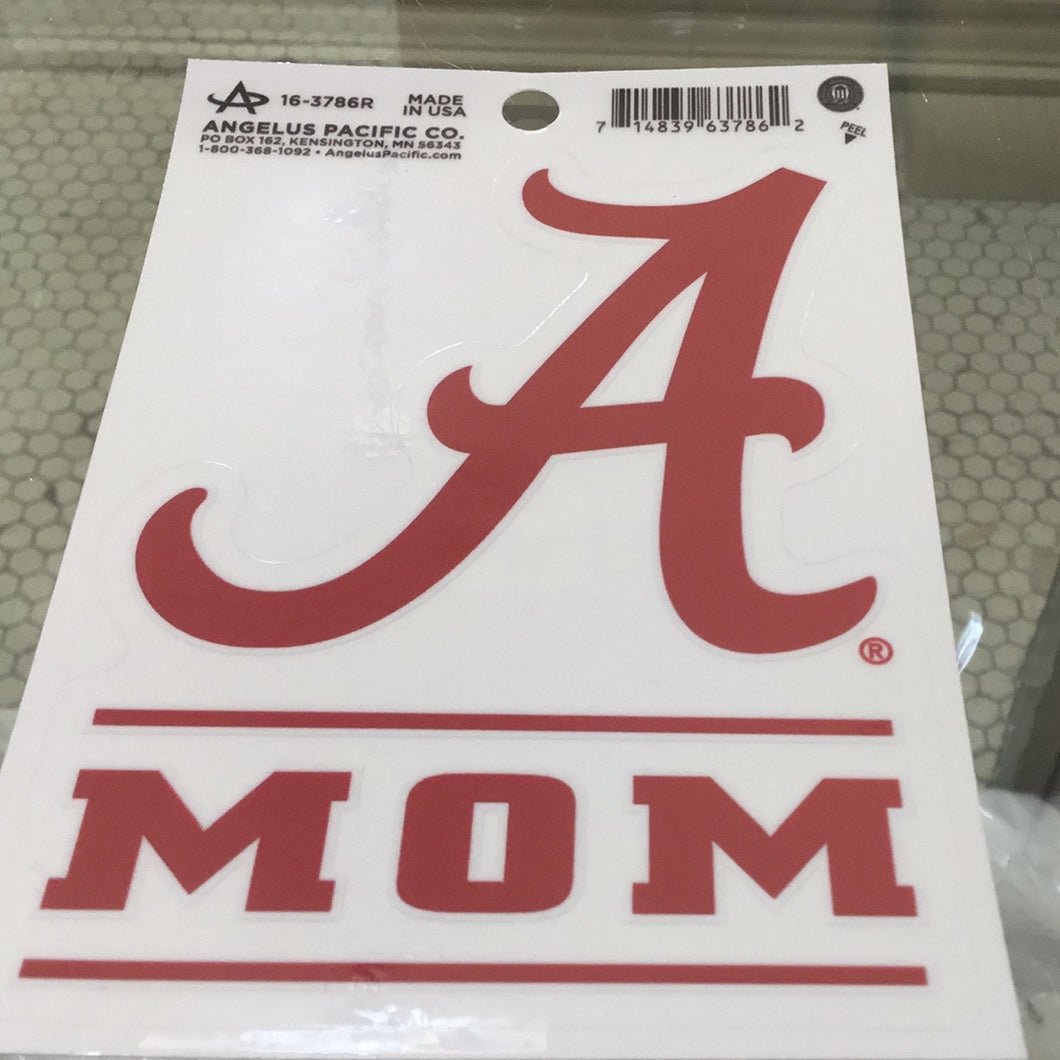 16-3786R MADE IN USA
ANGELUS PACIFIC CO.
PO BOX 162, KENSINGTON, MN 56343
1-800-368-1092 • AngelusPacific.com
7 14839 63786 2
PEEL
A
®
MOM